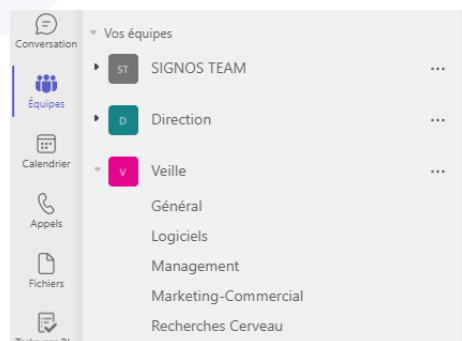 Conversation
Équipes
Calendrier
Appels
Fichiers
Vos équipes
ST SIGNOS TEAM
D Direction
V Veille
Général
Logiciels
Management
Marketing-Commercial
Recherches Cerveau